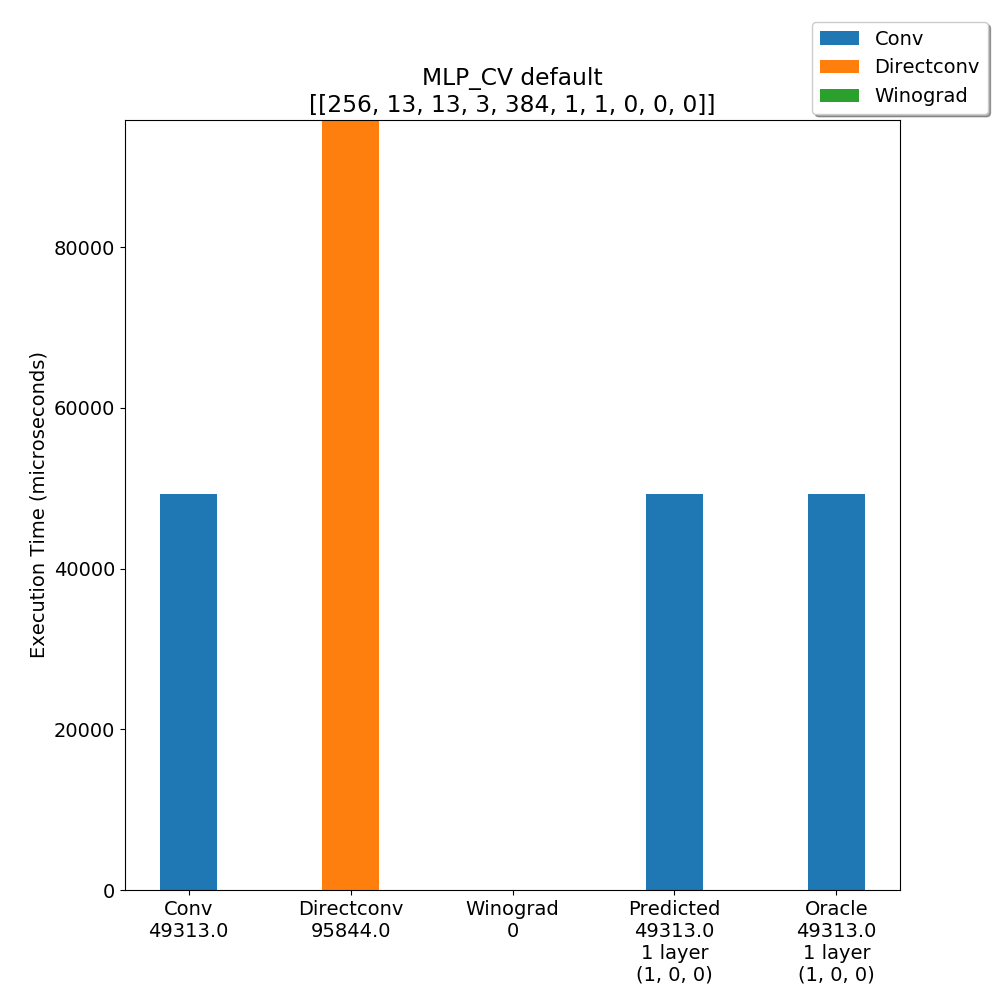 Conv
Directconv
Winograd
MLP_CV default
[[256, 13, 13, 3, 384, 1, 1, 0, 0, 0]]
Execution Time (microseconds)
80000
60000
40000
20000
0
Conv
49313.0
Directconv
95844.0
Winograd
0
Predicted
49313.0
1 layer
(1, 0, 0)
Oracle
49313.0
1 layer
(1, 0, 0)